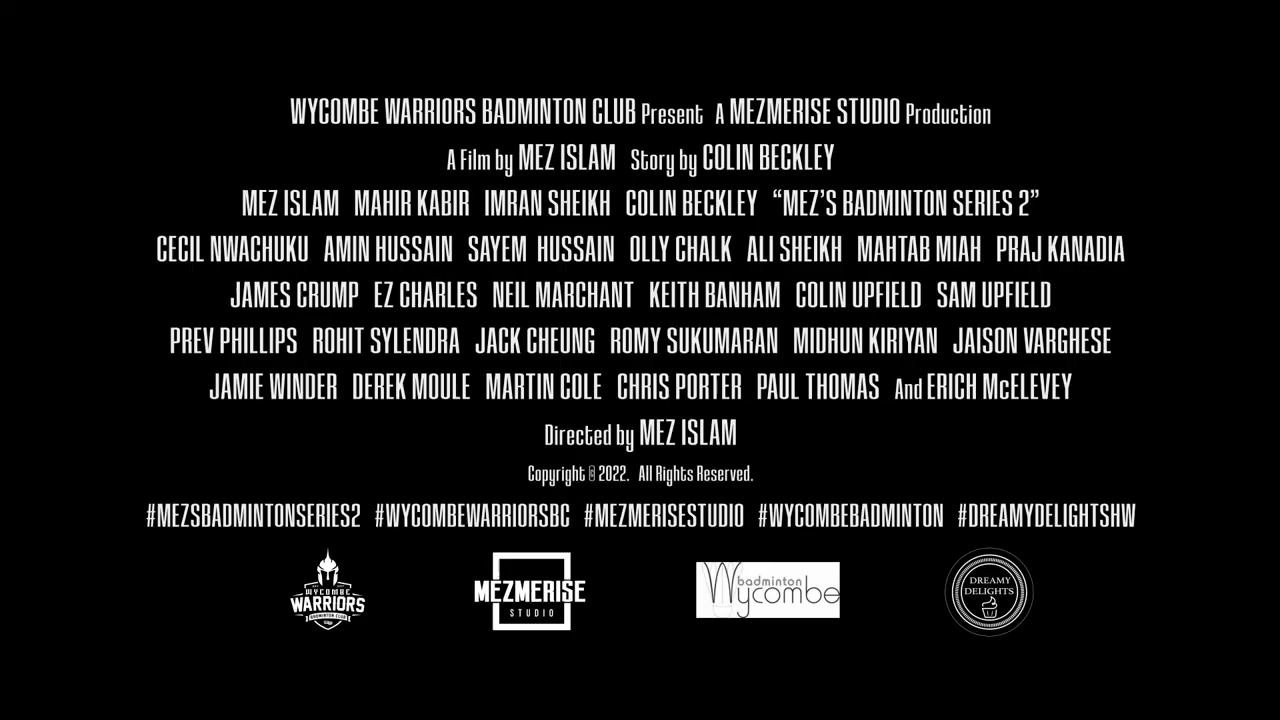 WYCOMBE WARRIORS BADMINTON CLUB Present A MEZMERISE STUDIO Production
A Film by MEZ ISLAM Story by COLIN BECKLEY
MEZ ISLAM MAHIR KABIR IMRAN SHEIKH COLIN BECKLEY “MEZ’S BADMINTON SERIES 2”
CECIL NWACHUKU AMIN HUSSAIN SAYEM HUSSAIN OLLY CHALK ALI SHEIKH MAHTAB MIAH PRAJ KANADIA
JAMES CRUMP EZ CHARLES NEIL MARCHANT KEITH BANHAM COLIN UPFIELD SAM UPFIELD
PREV PHILLIPS ROHIT SYLENDRA JACK CHEUNG ROMY SUKUMARAN MIDHUN KIRIYAN JAISON VARGHESE
JAMIE WINDER DEREK MOULE MARTIN COLE CHRIS PORTER PAUL THOMAS And ERICH McELEVEY
Directed by MEZ ISLAM
Copyright © 2022. All Rights Reserved.
#MEZSBADMINTONSERIES2 #WYCOMBEWARRIORSBC #MEZMERISESTUDIO #WYCOMBEBADMINTON #DREAMYDELIGHTSHW
WYCOMBE
WARRIORS
BADMINTON CLUB
MEZMERISE
STUDIO
badminton
Wycombe
DREAMY
DELIGHTS